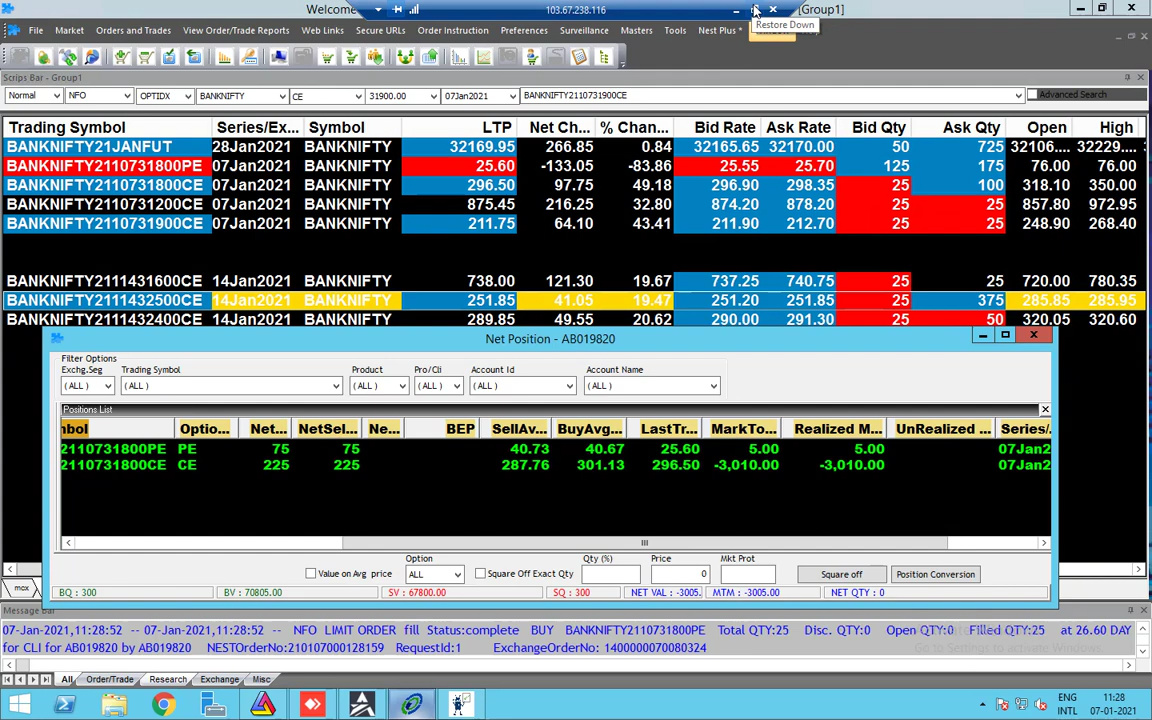 Welcome 103.67.238.116 [Group1]
Restore Down
File Market Orders and Trades View Order/Trade Reports Web Links Secure URLs Order Instruction Preferences Surveillance Masters Tools Nest Plus *
Scrips Bar - Group1
Normal NFO OPTIDX BANKNIFTY CE 31900.00 07Jan2021 BANKNIFTY2110731900CE Advanced Search
Trading Symbol Series/Ex... Symbol LTP Net Ch... % Chan... Bid Rate Ask Rate Bid Qty Ask Qty Open High
BANKNIFTY21JANFUT 28Jan2021 BANKNIFTY 32169.95 266.85 0.84 32165.65 32170.00 50 725 32106.... 32229....
BANKNIFTY2110731800PE 07Jan2021 BANKNIFTY 25.60 -133.05 -83.86 25.55 25.70 125 175 76.00 76.00
BANKNIFTY2110731800CE 07Jan2021 BANKNIFTY 296.50 97.75 49.18 296.90 298.35 25 100 318.10 350.00
BANKNIFTY2110731200CE 07Jan2021 BANKNIFTY 875.45 216.25 32.80 874.20 878.20 25 25 857.80 972.95
BANKNIFTY2110731900CE 07Jan2021 BANKNIFTY 211.75 64.10 43.41 211.90 212.70 25 25 248.90 268.40
BANKNIFTY2111431600CE 14Jan2021 BANKNIFTY 738.00 121.30 19.67 737.25 740.75 25 25 720.00 780.35
BANKNIFTY2111432500CE 14Jan2021 BANKNIFTY 251.85 41.05 19.47 251.20 251.85 25 375 285.85 285.95
BANKNIFTY2111432400CE 14Jan2021 BANKNIFTY 289.85 49.55 20.62 290.00 291.30 25 50 320.05 320.60
Net Position - AB019820
Filter Options
Exchg.Seg Trading Symbol Product Pro/Cli Account Id Account Name
(ALL) (ALL) (ALL) (ALL) (ALL) (ALL)
Positions List
nbol Optio... Net... NetSel... Ne... BEP SellAv... BuyAvg... LastTr... MarkTo... Realized M... UnRealized ... Series/.
2110731800PE PE 75 75 40.73 40.67 25.60 5.00 5.00 07Jan2
2110731800CE CE 225 225 287.76 301.13 296.50 -3,010.00 -3,010.00 07Jan2
Option Qty (%) Price Mkt Prot
Value on Avg price ALL Square Off Exact Qty 0 Square off Position Conversion
BQ : 300 BV : 70805.00 SV : 67800.00 SQ : 300 NET VAL : -3005. MTM : -3005.00 NET QTY : 0
mox
Message bar
07-Jan-2021,11:28:52 -- 07-Jan-2021,11:28:52 -- NFO LIMIT ORDER fill Status:complete BUY BANKNIFTY2110731800PE Total QTY:25 Disc. QTY:0 Open QTY:0 Filled QTY:25 at 26.60 DAY
for CLI for AB019820 by AB019820 NESTOrderNo:210107000128159 RequestId:1 ExchangeOrderNo: 1400000070080324
Go to Settings to activate Windows.
All Order/Trade Research Exchange Misc
ENG 11:28
INTL 07-01-2021